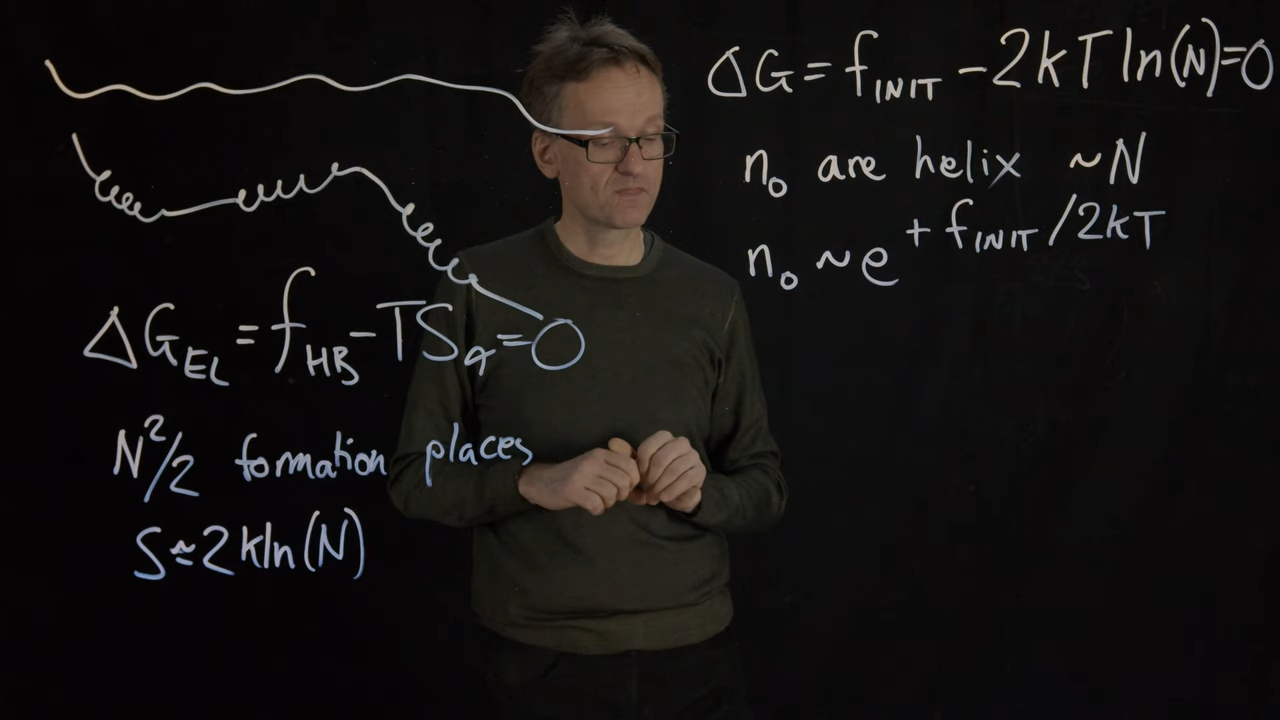 ΔG_EL = f_HB - TS_α = 0
N²/2 formation places
S ≈ 2k ln(N)
ΔG = f_INIT - 2kT ln(N) = 0
n₀ are helix ~N
n₀ ~ e^{+f_INIT/2kT}